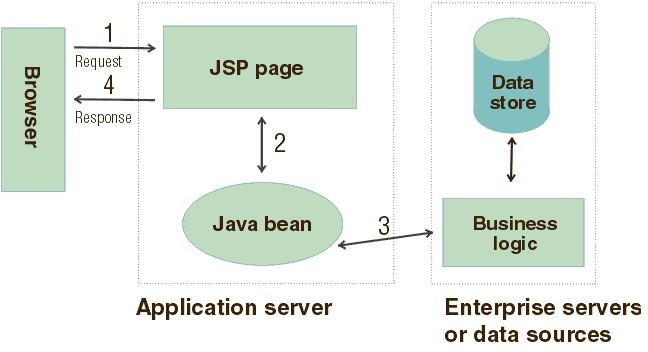 Browser
1
Request
4
Response
JSP page
2
Java bean
3
Data
store
Business
logic
Application server
Enterprise servers
or data sources